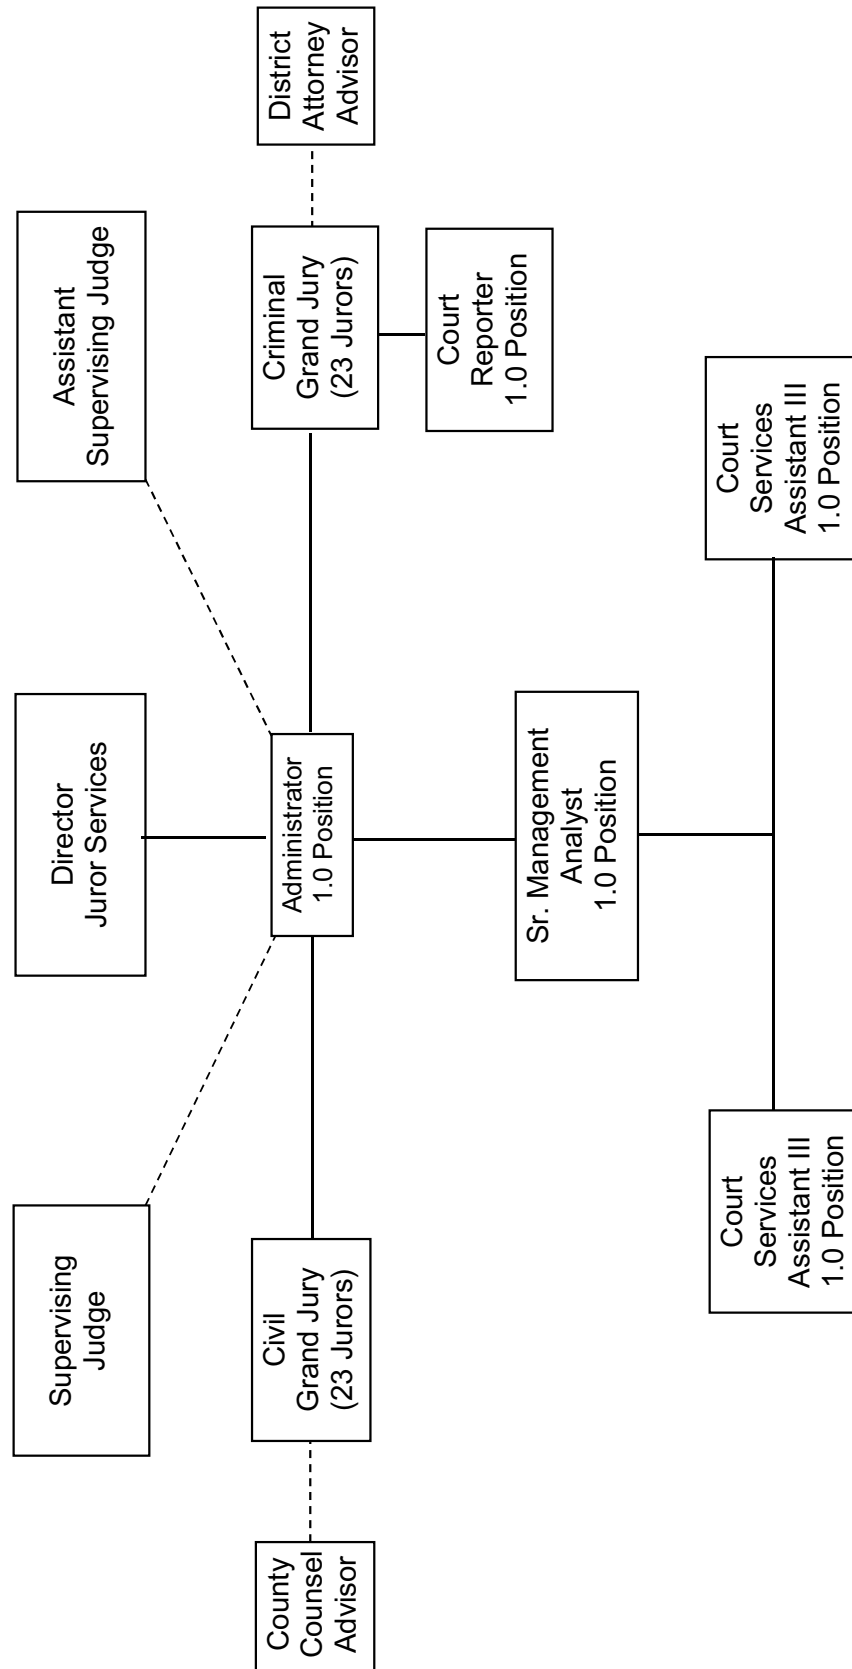 Supervising
Judge
Director
Juror Services
Assistant
Supervising Judge
County
Counsel
Advisor
Civil
Grand Jury
(23 Jurors)
Administrator
1.0 Position
Criminal
Grand Jury
(23 Jurors)
District
Attorney
Advisor
Court
Reporter
1.0 Position
Sr. Management
Analyst
1.0 Position
Court
Services
Assistant III
1.0 Position
Court
Services
Assistant III
1.0 Position